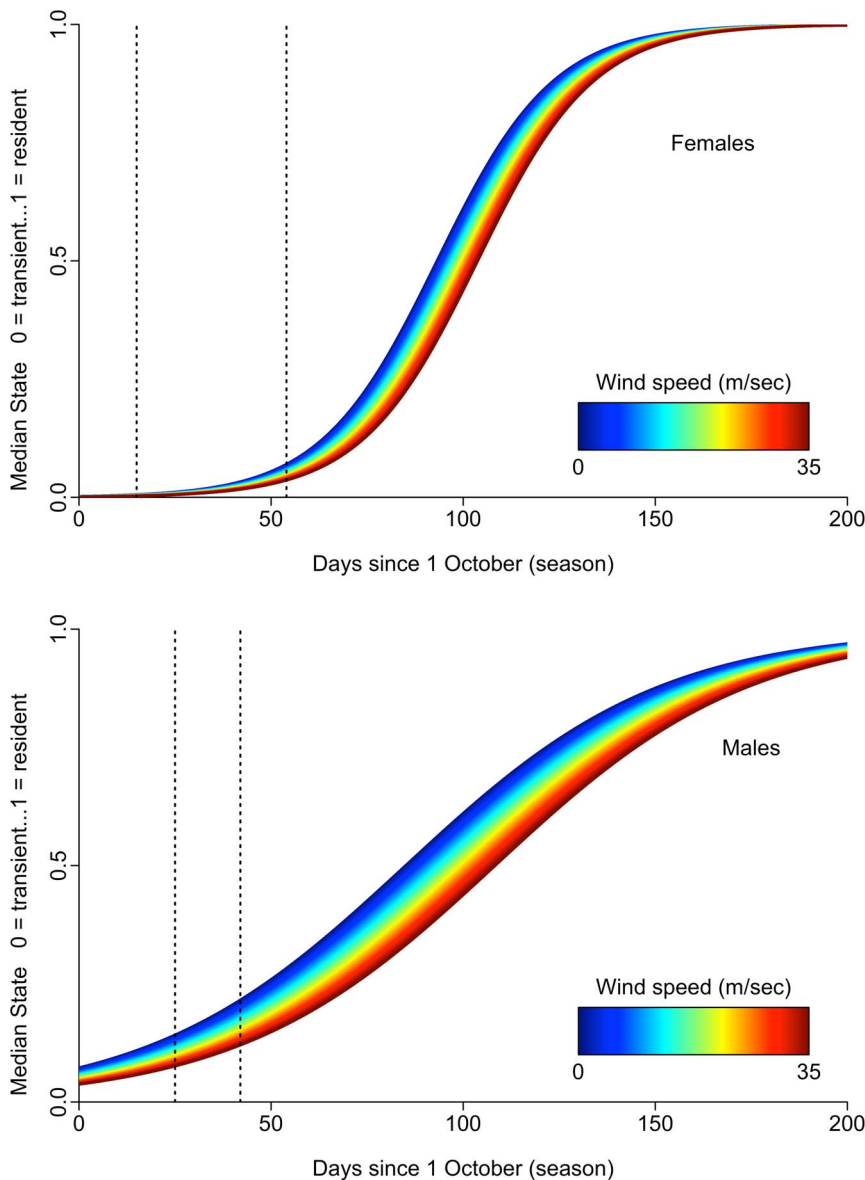 1.0
0.5
0.0
Median State 0 = transient...1 = resident
Females
Wind speed (m/sec)
0 35
0 50 100 150 200
Days since 1 October (season)
1.0
0.5
0.0
Median State 0 = transient...1 = resident
Males
Wind speed (m/sec)
0 35
0 50 100 150 200
Days since 1 October (season)